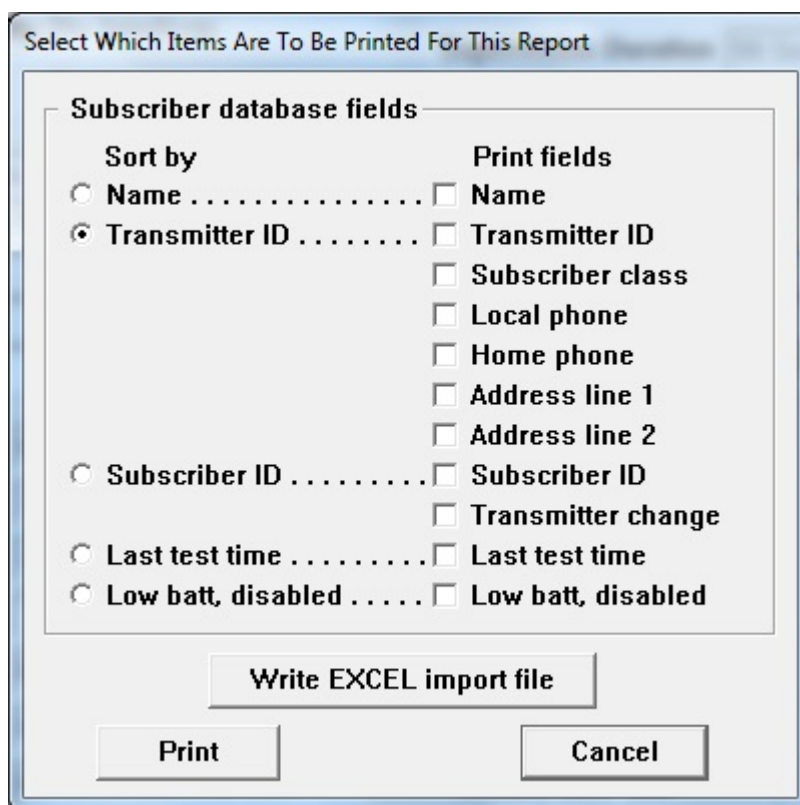 Select Which Items Are To Be Printed For This Report
Subscriber database fields
Sort by Print fields
Name . . . . . . . . . . . . . . . Name
Transmitter ID . . . . . . . . Transmitter ID
Subscriber class
Local phone
Home phone
Address line 1
Address line 2
Subscriber ID . . . . . . . . . Subscriber ID
Transmitter change
Last test time . . . . . . . . . Last test time
Low batt, disabled . . . . . Low batt, disabled
Write EXCEL import file
Print Cancel